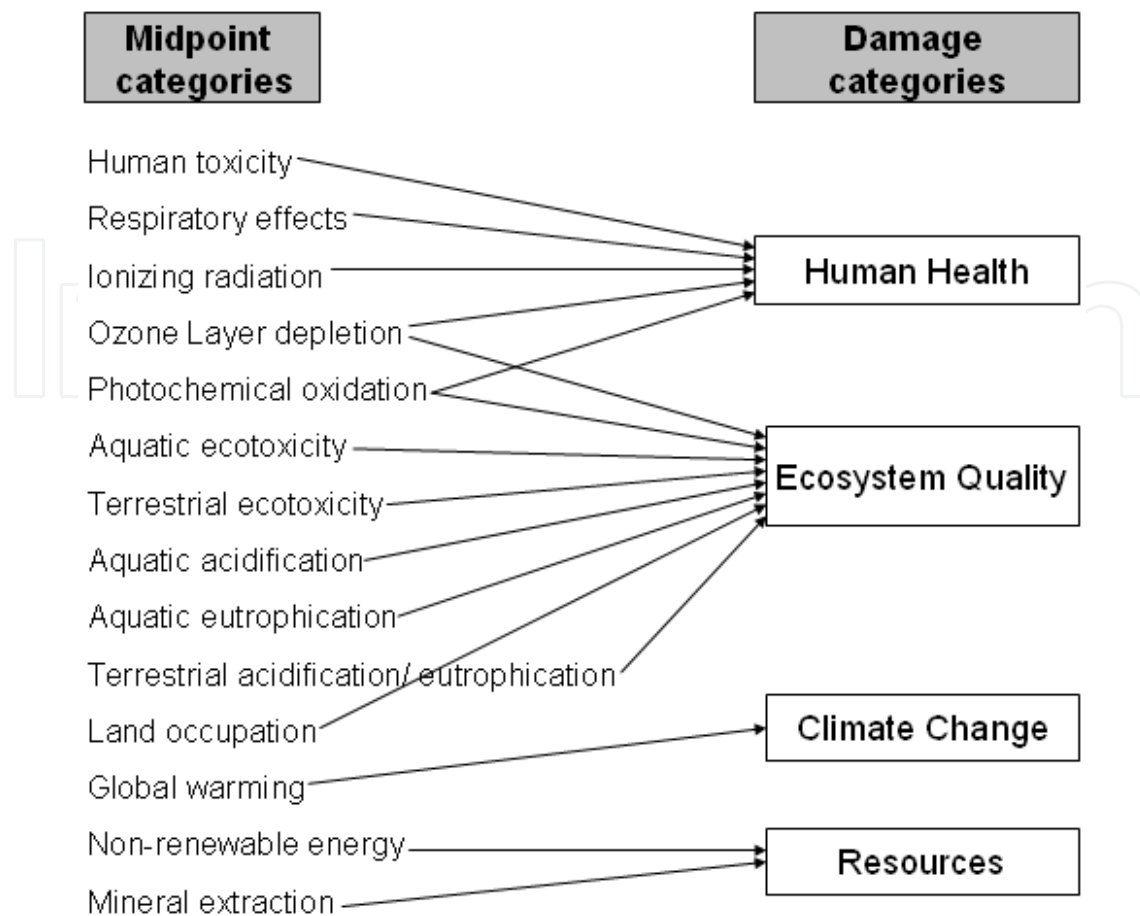 Midpoint
categories
Damage
categories
Human toxicity
Respiratory effects
Ionizing radiation
Ozone Layer depletion
Photochemical oxidation
Aquatic ecotoxicity
Terrestrial ecotoxicity
Aquatic acidification
Aquatic eutrophication
Terrestrial acidification/ eutrophication
Land occupation
Global warming
Non-renewable energy
Mineral extraction
Human Health
Ecosystem Quality
Climate Change
Resources